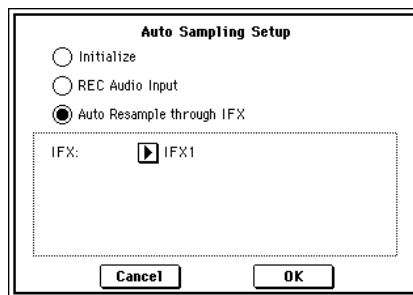 Auto Sampling Setup
Initialize
REC Audio Input
Auto Resample through IFX
IFX: IFX1
Cancel OK